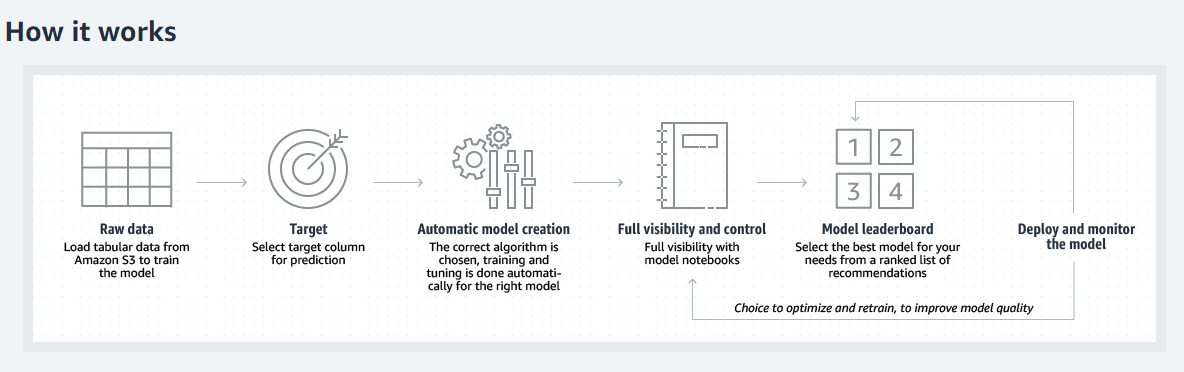 How it works
Raw data
Load tabular data from
Amazon S3 to train
the model
Target
Select target column
for prediction
Automatic model creation
The correct algorithm is
chosen, training and
tuning is done automati-
cally for the right model
Full visibility and control
Full visibility with
model notebooks
1 2
3 4
Model leaderboard
Select the best model for your
needs from a ranked list of
recommendations
Deploy and monitor
the model
Choice to optimize and retrain, to improve model quality